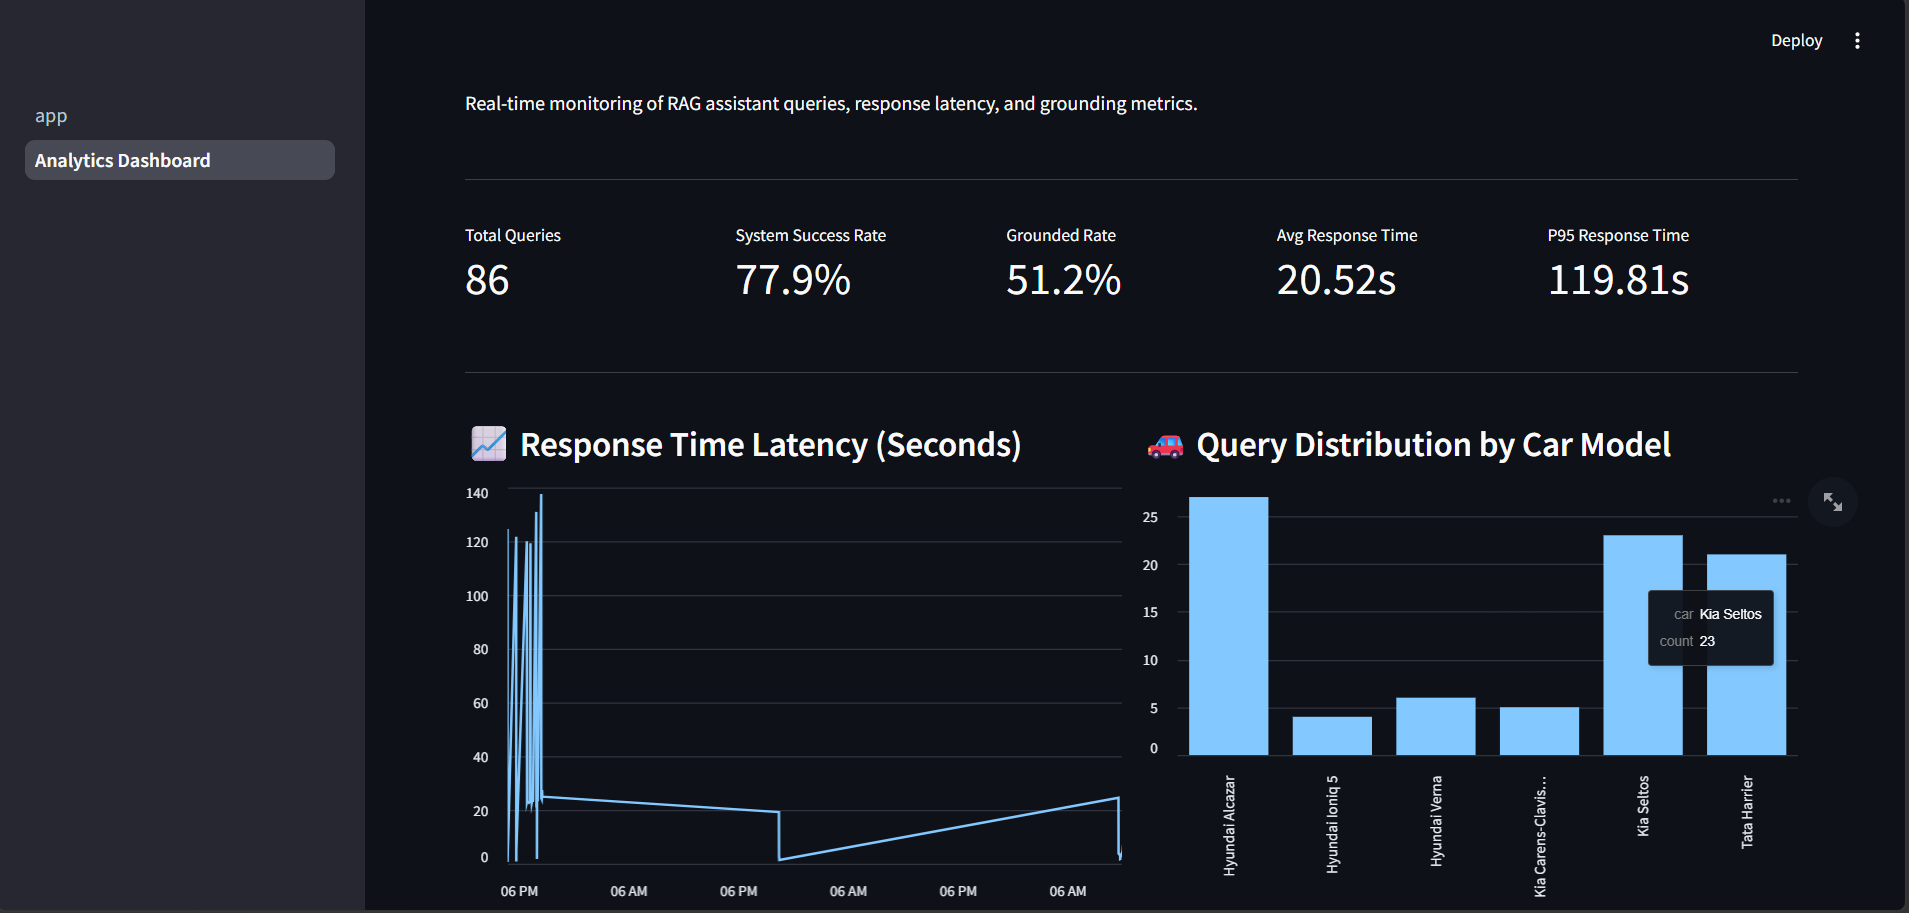 Deploy
app
Analytics Dashboard
Real-time monitoring of RAG assistant queries, response latency, and grounding metrics.
Total Queries
86
System Success Rate
77.9%
Grounded Rate
51.2%
Avg Response Time
20.52s
P95 Response Time
119.81s
Response Time Latency (Seconds)
140
120
100
80
60
40
20
0
06 PM
06 AM
06 PM
06 AM
06 PM
06 AM
Query Distribution by Car Model
25
20
15
10
5
0
car Kia Seltos
count 23
Hyundai Alcazar
Hyundai Ioniq 5
Hyundai Verna
Kia Carens-Clavis…
Kia Seltos
Tata Harrier